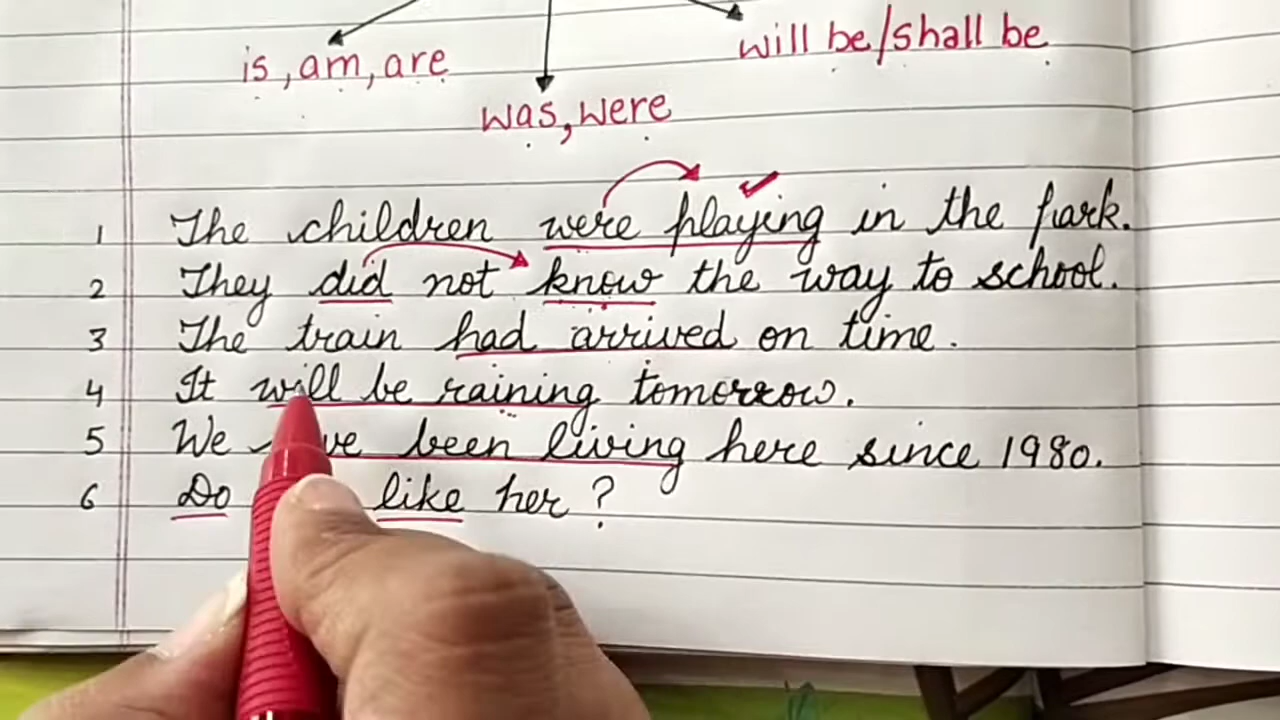 is, am, are
will be/shall be
was, were
1 The children were playing in the park.
2 They did not know the way to school.
3 The train had arrived on time.
4 It will be raining tomorrow.
5 We ve been living here since 1980.
6 Do like her?